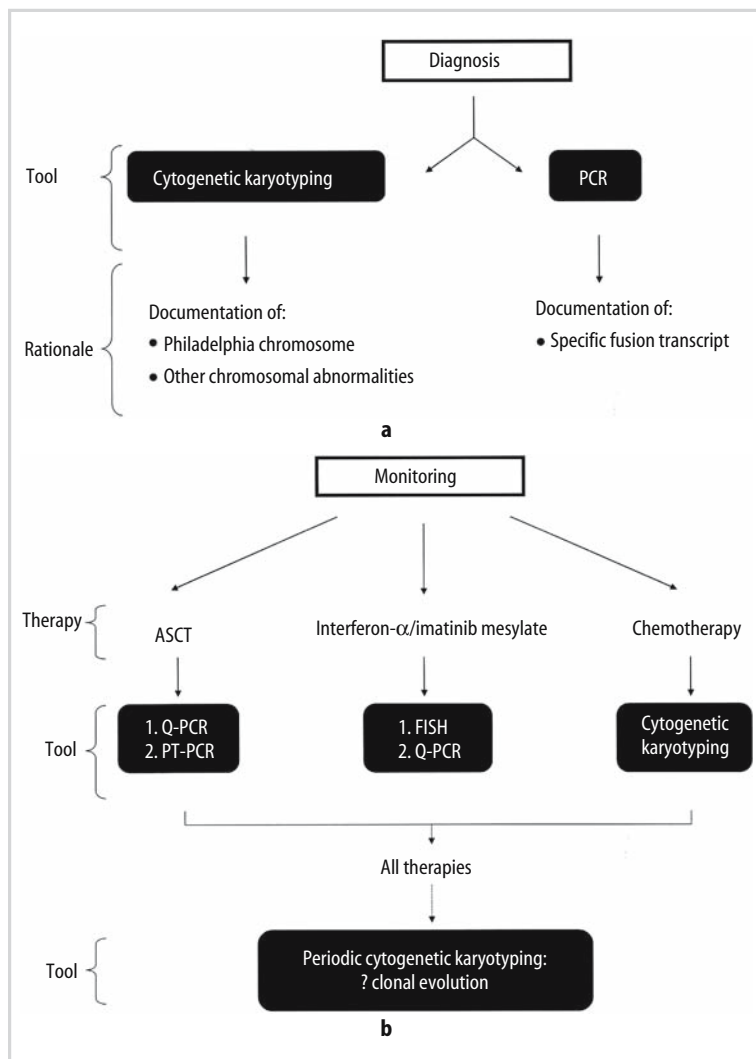 Diagnosis
Tool
Cytogenetic karyotyping
PCR
Rationale
Documentation of:
• Philadelphia chromosome
• Other chromosomal abnormalities
Documentation of:
• Specific fusion transcript
a
Monitoring
Therapy
ASCT
Interferon-α/imatinib mesylate
Chemotherapy
Tool
1. Q-PCR
2. PT-PCR
1. FISH
2. Q-PCR
Cytogenetic
karyotyping
All therapies
Tool
Periodic cytogenetic karyotyping:
? clonal evolution
b